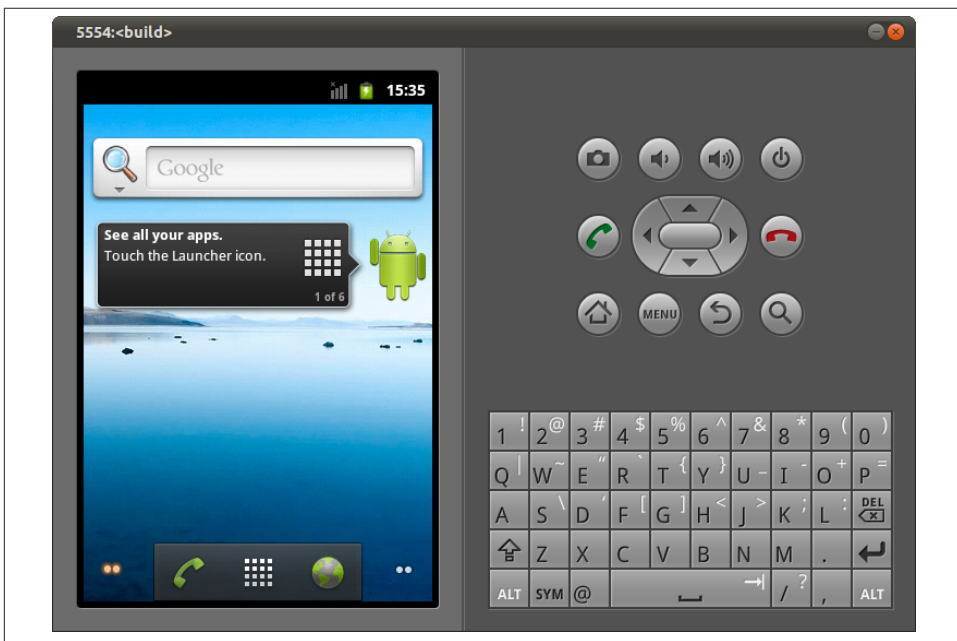 5554:<build>
15:35
Google
See all your apps.
Touch the Launcher icon.
1 of 6
MENU
1 ! 2 @ 3 # 4 $ 5 % 6 ^ 7 & 8 * 9 ( 0 )
Q | W ~ E “ R ` T { Y } U _ I - O + P =
A S \ D ‘ F [ G ] H < J > K ; L : DEL
Z X C V B N M .
ALT SYM @ / ? , ALT